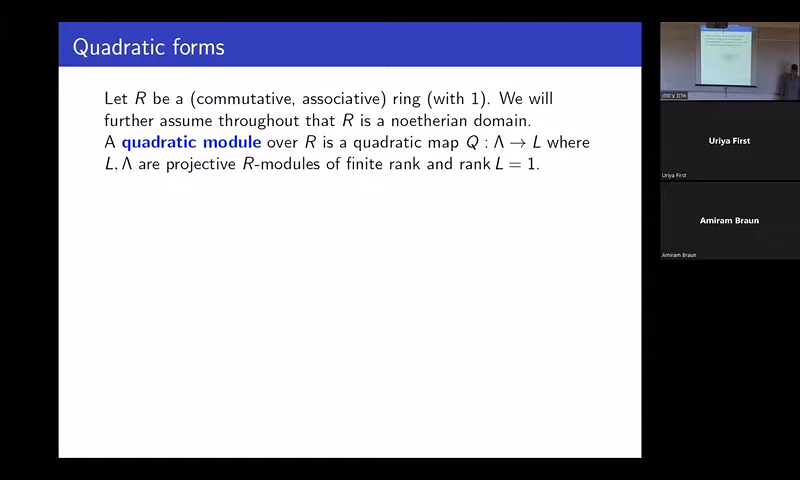 Quadratic forms
Let R be a (commutative, associative) ring (with 1). We will
further assume throughout that R is a noetherian domain.
A quadratic module over R is a quadratic map Q : Λ → L where
L, Λ are projective R-modules of finite rank and rank L = 1.
Uriya First
Uriya First
Amiram Braun
Amiram Braun